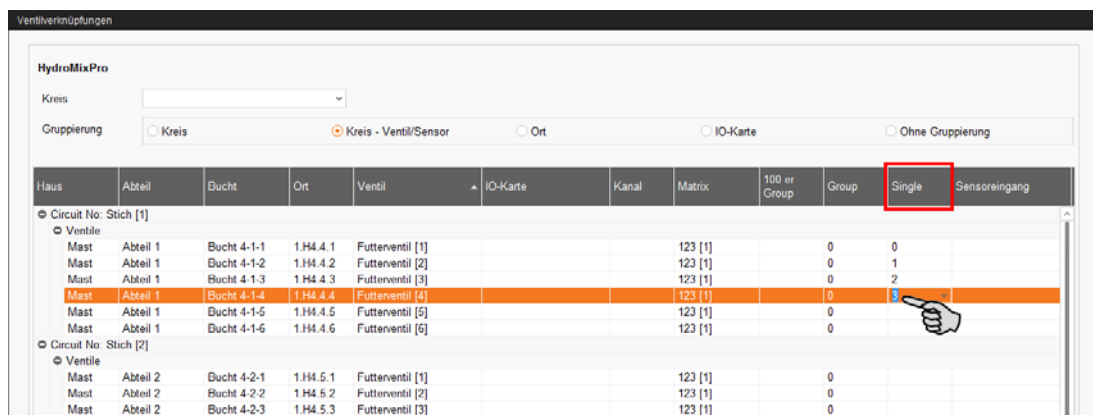 Ventilverknüpfungen
HydroMixPro
Kreis
Gruppierung Kreis Kreis - Ventil/Sensor Ort IO-Karte Ohne Gruppierung
Haus Abteil Bucht Ort Ventil IO-Karte Kanal Matrix 100 er Group Group Single Sensoreingang
Circuit No: Stich [1]
Ventile
Mast Abteil 1 Bucht 4-1-1 1.H4.4.1 Futterventil [1] 123 [1] 0 0
Mast Abteil 1 Bucht 4-1-2 1.H4.4.2 Futterventil [2] 123 [1] 0 1
Mast Abteil 1 Bucht 4-1-3 1.H4.4.3 Futterventil [3] 123 [1] 0 2
Mast Abteil 1 Bucht 4-1-4 1.H4.4.4 Futterventil [4] 123 [1] 0 3
Mast Abteil 1 Bucht 4-1-5 1.H4.4.5 Futterventil [5] 123 [1] 0
Mast Abteil 1 Bucht 4-1-6 1.H4.4.6 Futterventil [6] 123 [1] 0
Circuit No: Stich [2]
Ventile
Mast Abteil 2 Bucht 4-2-1 1.H4.5.1 Futterventil [1] 123 [1] 0
Mast Abteil 2 Bucht 4-2-2 1.H4.5.2 Futterventil [2] 123 [1] 0
Mast Abteil 2 Bucht 4-2-3 1.H4.5.3 Futterventil [3] 123 [1] 0